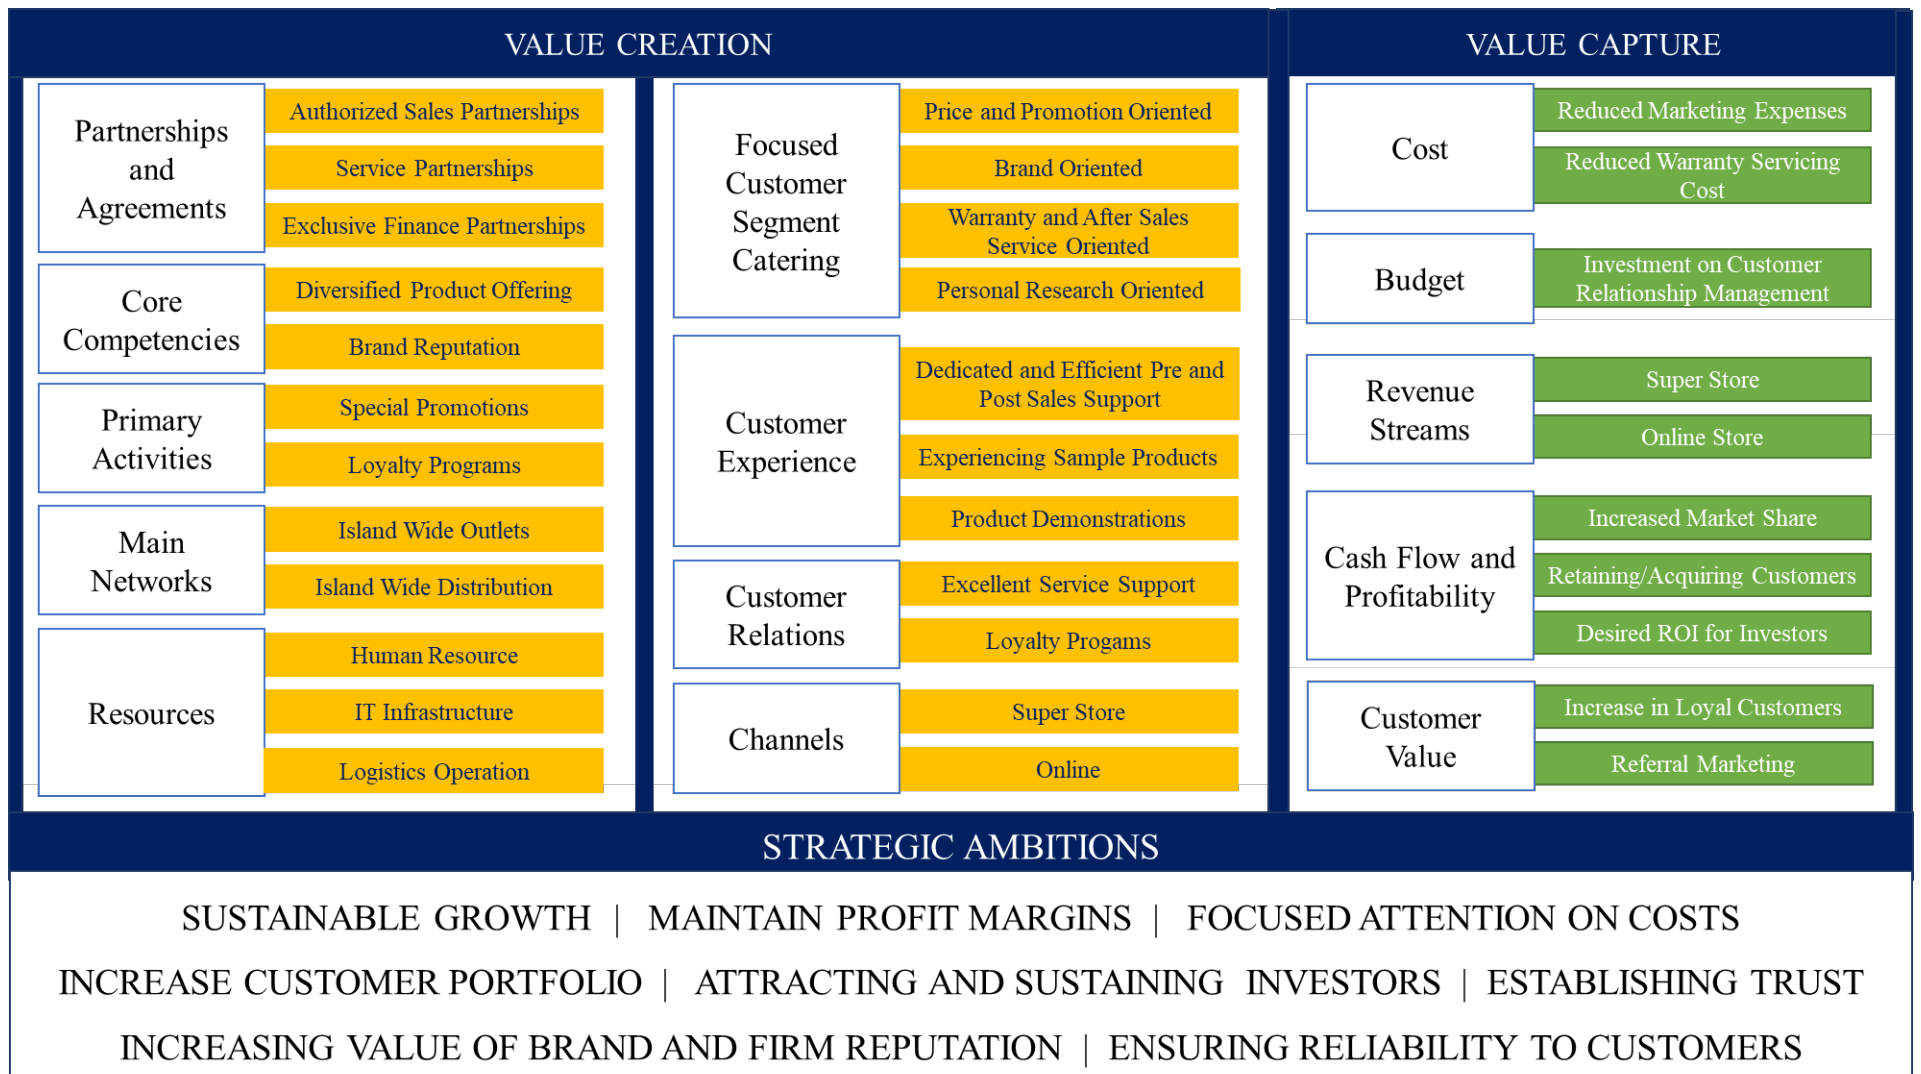 VALUE CREATION
Partnerships
and
Agreements
Authorized Sales Partnerships
Service Partnerships
Exclusive Finance Partnerships
Core
Competencies
Diversified Product Offering
Brand Reputation
Primary
Activities
Special Promotions
Loyalty Programs
Main
Networks
Island Wide Outlets
Island Wide Distribution
Resources
Human Resource
IT Infrastructure
Logistics Operation
Focused
Customer
Segment
Catering
Price and Promotion Oriented
Brand Oriented
Warranty and After Sales
Service Oriented
Personal Research Oriented
Customer
Experience
Dedicated and Efficient Pre and
Post Sales Support
Experiencing Sample Products
Product Demonstrations
Customer
Relations
Excellent Service Support
Loyalty Progams
Channels
Super Store
Online
VALUE CAPTURE
Cost
Reduced Marketing Expenses
Reduced Warranty Servicing
Cost
Budget
Investment on Customer
Relationship Management
Revenue
Streams
Super Store
Online Store
Cash Flow and
Profitability
Increased Market Share
Retaining/Acquiring Customers
Desired ROI for Investors
Customer
Value
Increase in Loyal Customers
Referral Marketing
STRATEGIC AMBITIONS
SUSTAINABLE GROWTH | MAINTAIN PROFIT MARGINS | FOCUSED ATTENTION ON COSTS
INCREASE CUSTOMER PORTFOLIO | ATTRACTING AND SUSTAINING INVESTORS | ESTABLISHING TRUST
INCREASING VALUE OF BRAND AND FIRM REPUTATION | ENSURING RELIABILITY TO CUSTOMERS